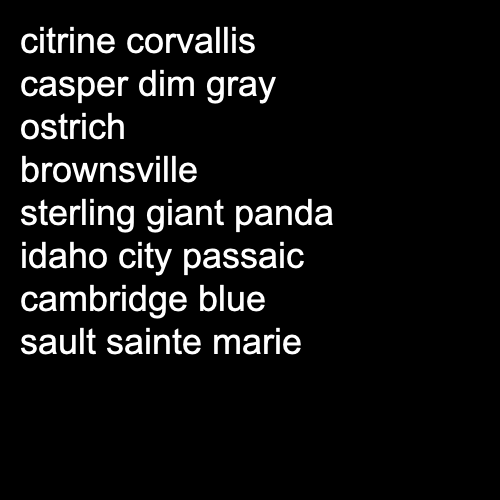 citrine corvallis
casper dim gray
ostrich
brownsville
sterling giant panda
idaho city passaic
cambridge blue
sault sainte marie